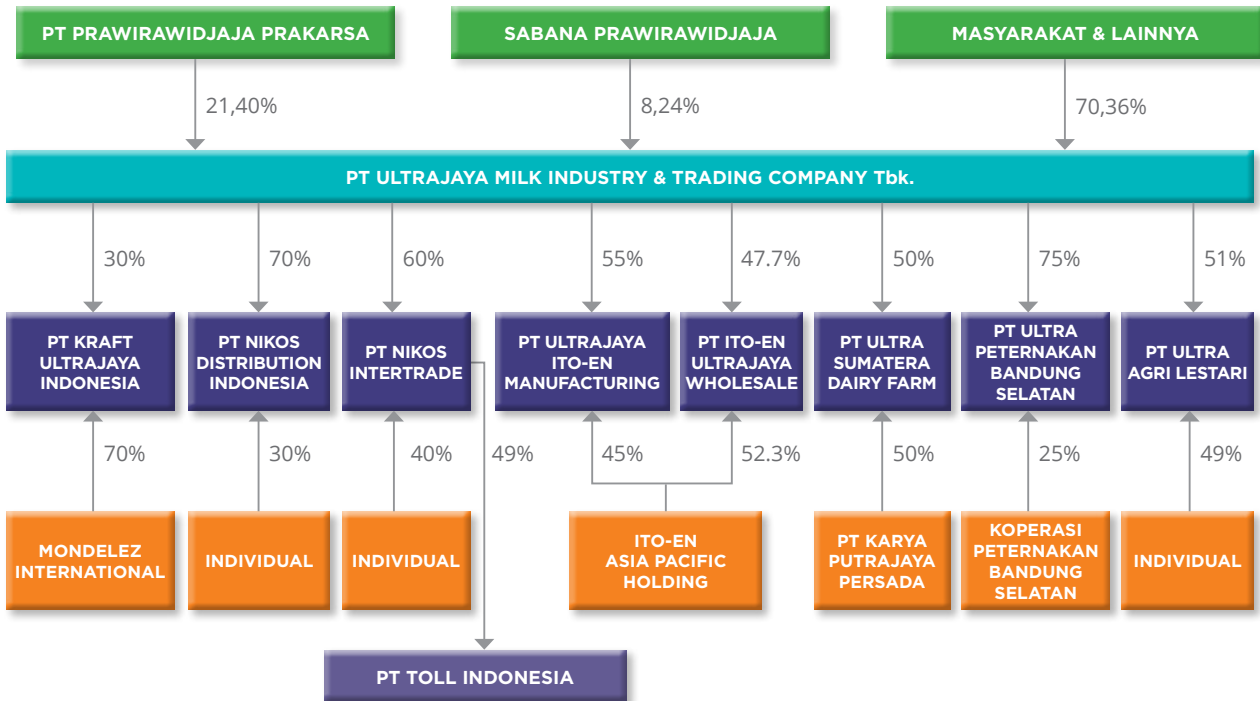 PT PRAWIRAWIDJAJA PRAKARSA
SABANA PRAWIRAWIDJAJA
MASYARAKAT & LAINNYA
21,40%
8,24%
70,36%
PT ULTRAJAYA MILK INDUSTRY & TRADING COMPANY Tbk.
30%
70%
60%
55%
47.7%
50%
75%
51%
PT KRAFT
ULTRAJAYA
INDONESIA
PT NIKOS
DISTRIBUTION
INDONESIA
PT NIKOS
INTERTRADE
PT ULTRAJAYA
ITO-EN
MANUFACTURING
PT ITO-EN
ULTRAJAYA
WHOLESALE
PT ULTRA
SUMATERA
DAIRY FARM
PT ULTRA
PETERNAKAN
BANDUNG
SELATAN
PT ULTRA
AGRI LESTARI
70%
30%
40%
49%
45%
52.3%
50%
25%
49%
MONDELEZ
INTERNATIONAL
INDIVIDUAL
INDIVIDUAL
ITO-EN
ASIA PACIFIC
HOLDING
PT KARYA
PUTRAJAYA
PERSADA
KOPERASI
PETERNAKAN
BANDUNG
SELATAN
INDIVIDUAL
PT TOLL INDONESIA